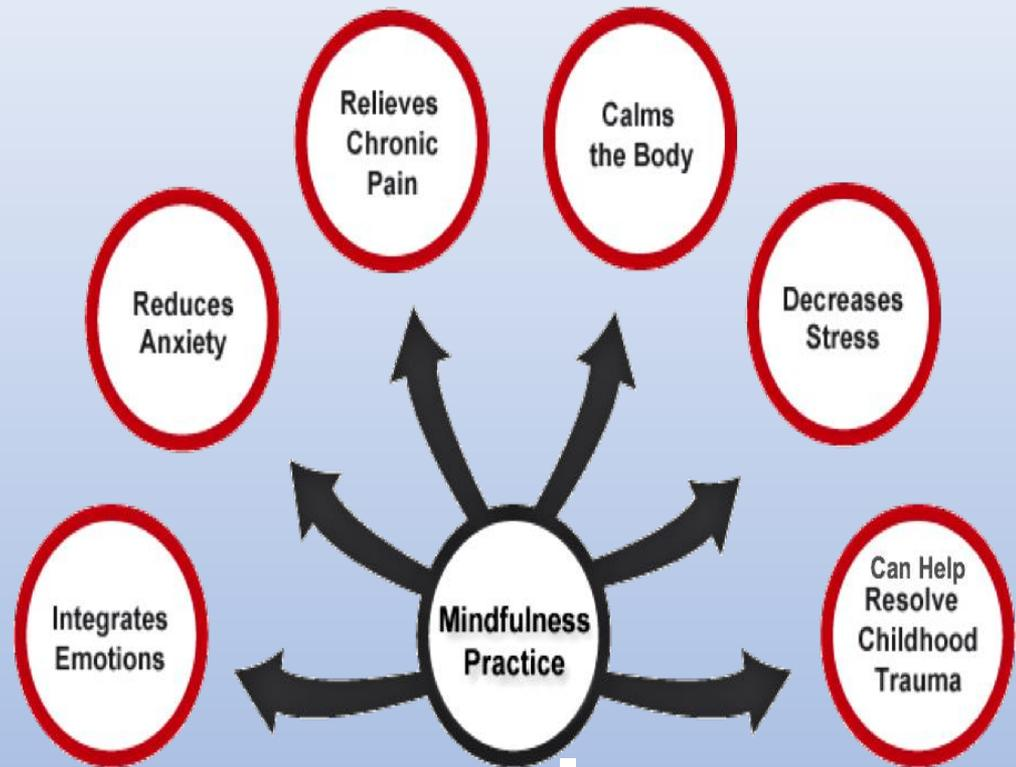 Relieves
Chronic
Pain
Calms
the Body
Reduces
Anxiety
Decreases
Stress
Integrates
Emotions
Mindfulness
Practice
Can Help
Resolve
Childhood
Trauma